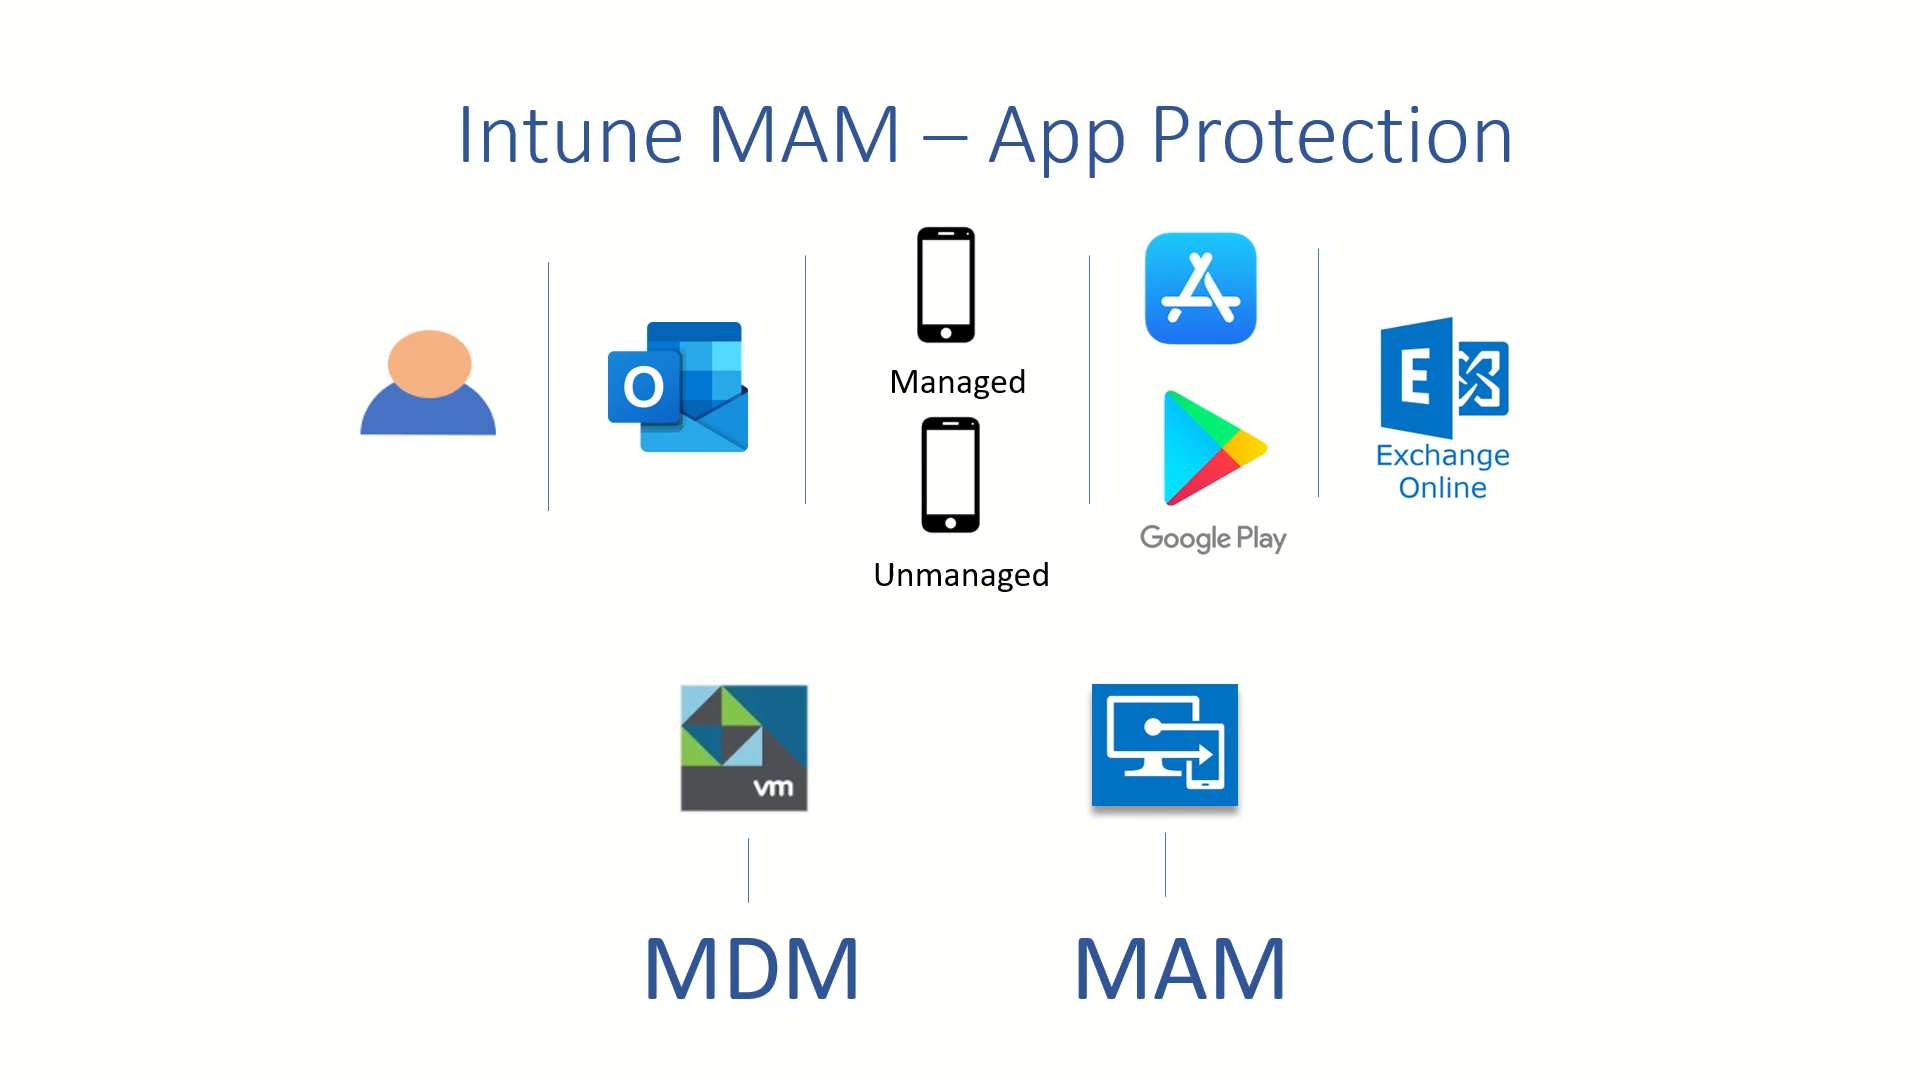 Intune MAM – App Protection
O
Managed
Unmanaged
Google Play
E
Exchange
Online
vm
MDM
MAM